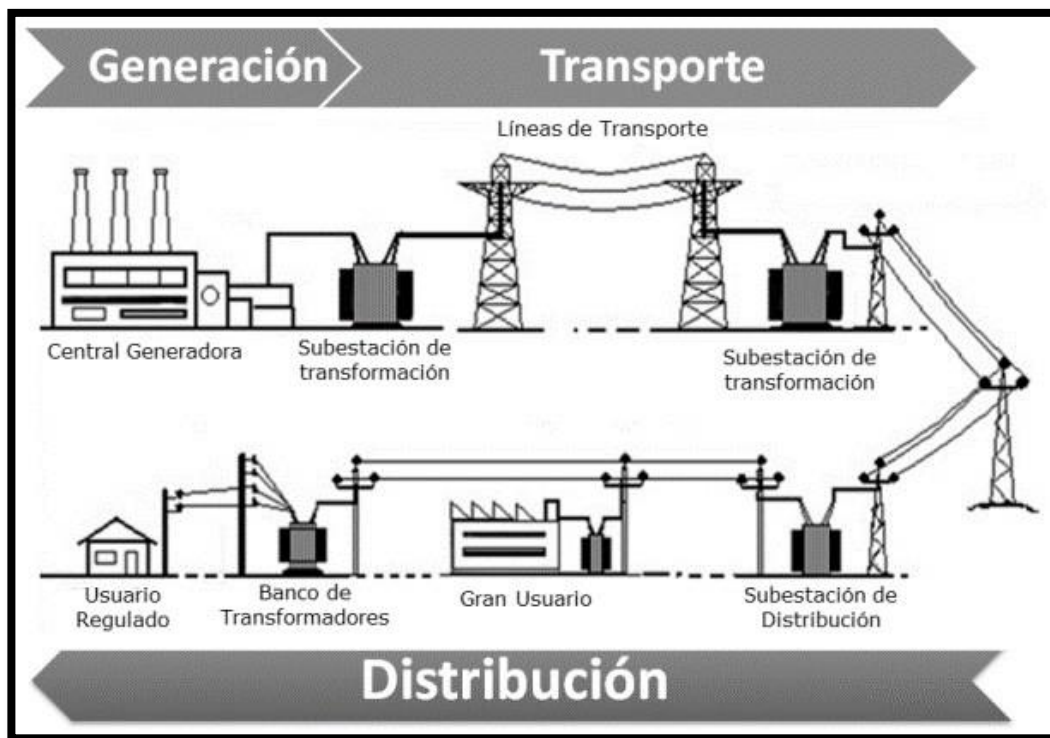 Generación
Transporte
Líneas de Transporte
Central Generadora
Subestación de
transformación
Subestación de
transformación
Usuario
Regulado
Banco de
Transformadores
Gran Usuario
Subestación de
Distribución
Distribución